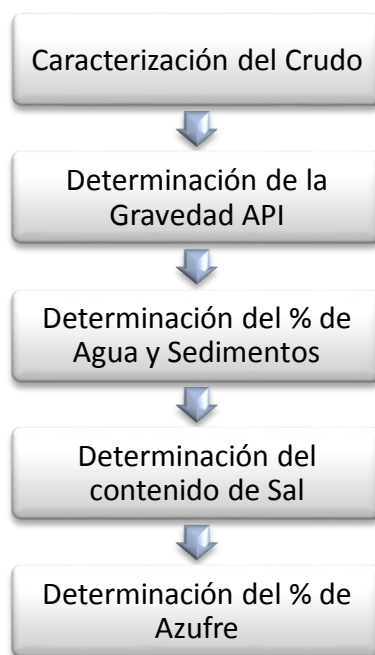 Caracterización del Crudo
Determinación de la
Gravedad API
Determinación del % de
Agua y Sedimentos
Determinación del
contenido de Sal
Determinación del % de
Azufre